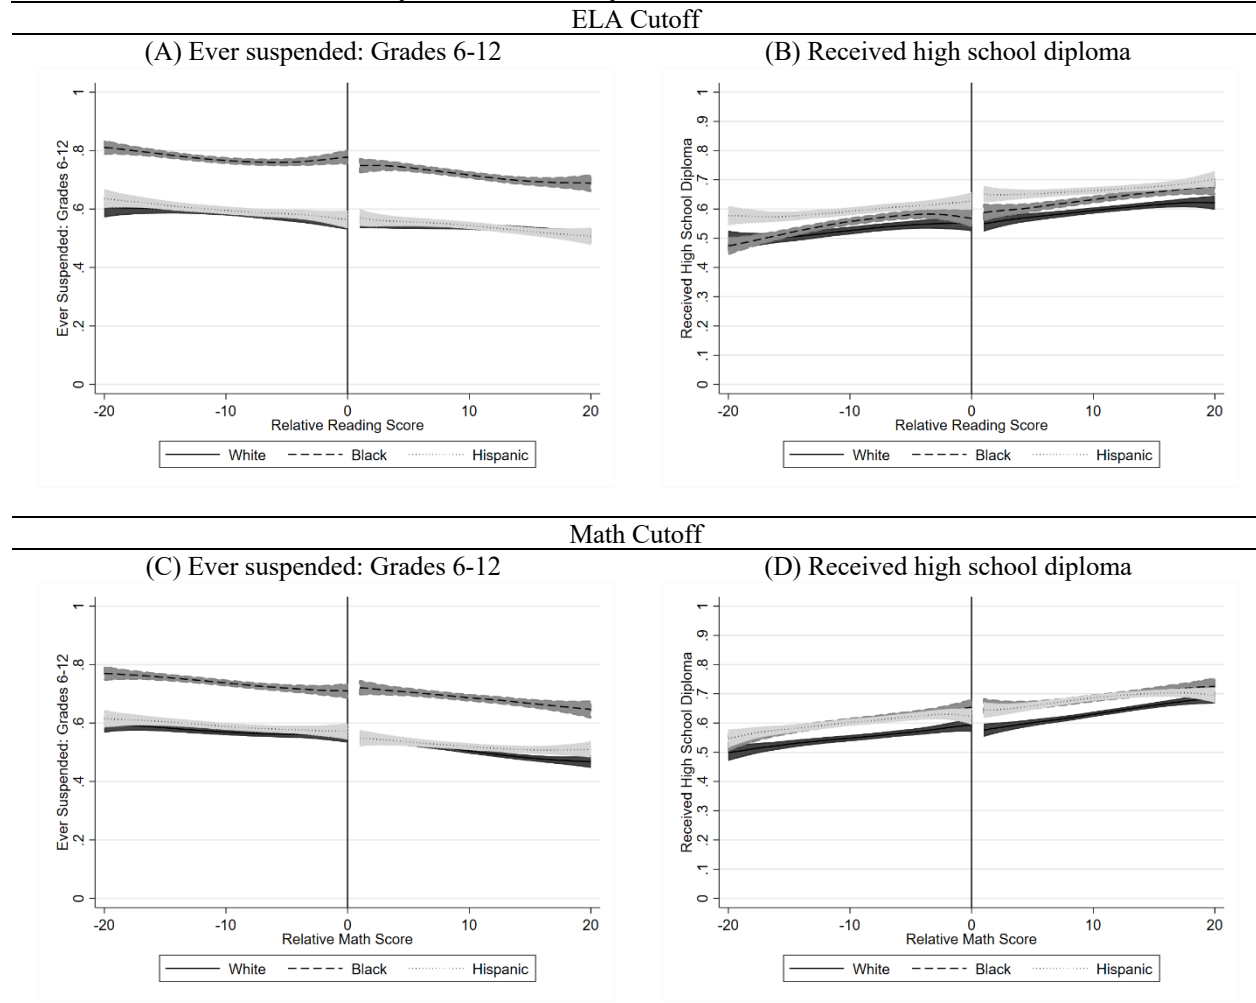 ELA Cutoff
(A) Ever suspended: Grades 6-12
(B) Received high school diploma
Ever Suspended: Grades 6-12
1
.8
.6
.4
.2
0
-20 -10 0 10 20
Relative Reading Score
White Black Hispanic
Received High School Diploma
1
.9
.8
.7
.6
.5
.4
.3
.2
.1
0
-20 -10 0 10 20
Relative Reading Score
White Black Hispanic
Math Cutoff
(C) Ever suspended: Grades 6-12
(D) Received high school diploma
Ever Suspended: Grades 6-12
1
.8
.6
.4
.2
0
-20 -10 0 10 20
Relative Math Score
White Black Hispanic
Received High School Diploma
1
.9
.8
.7
.6
.5
.4
.3
.2
.1
0
-20 -10 0 10 20
Relative Math Score
White Black Hispanic